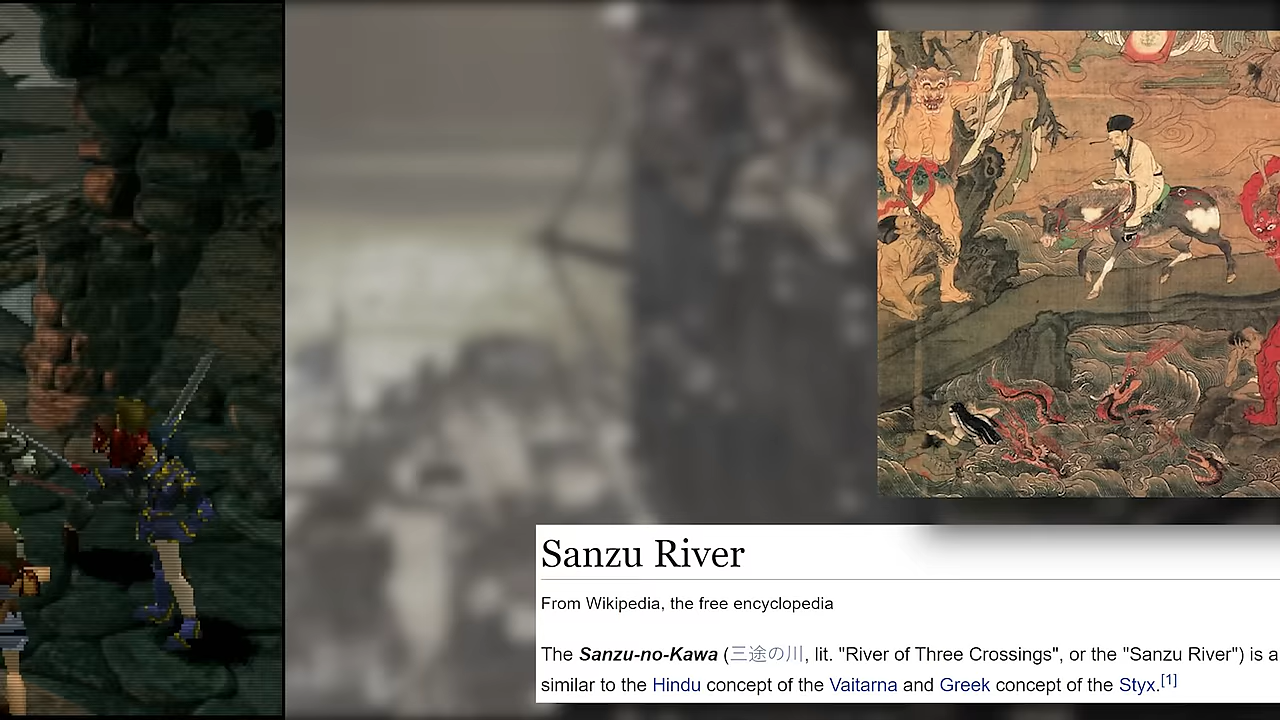 Sanzu River
From Wikipedia, the free encyclopedia
The Sanzu-no-Kawa (三途の川, lit. "River of Three Crossings", or the "Sanzu River") is a
similar to the Hindu concept of the Vaitarna and Greek concept of the Styx.[1]